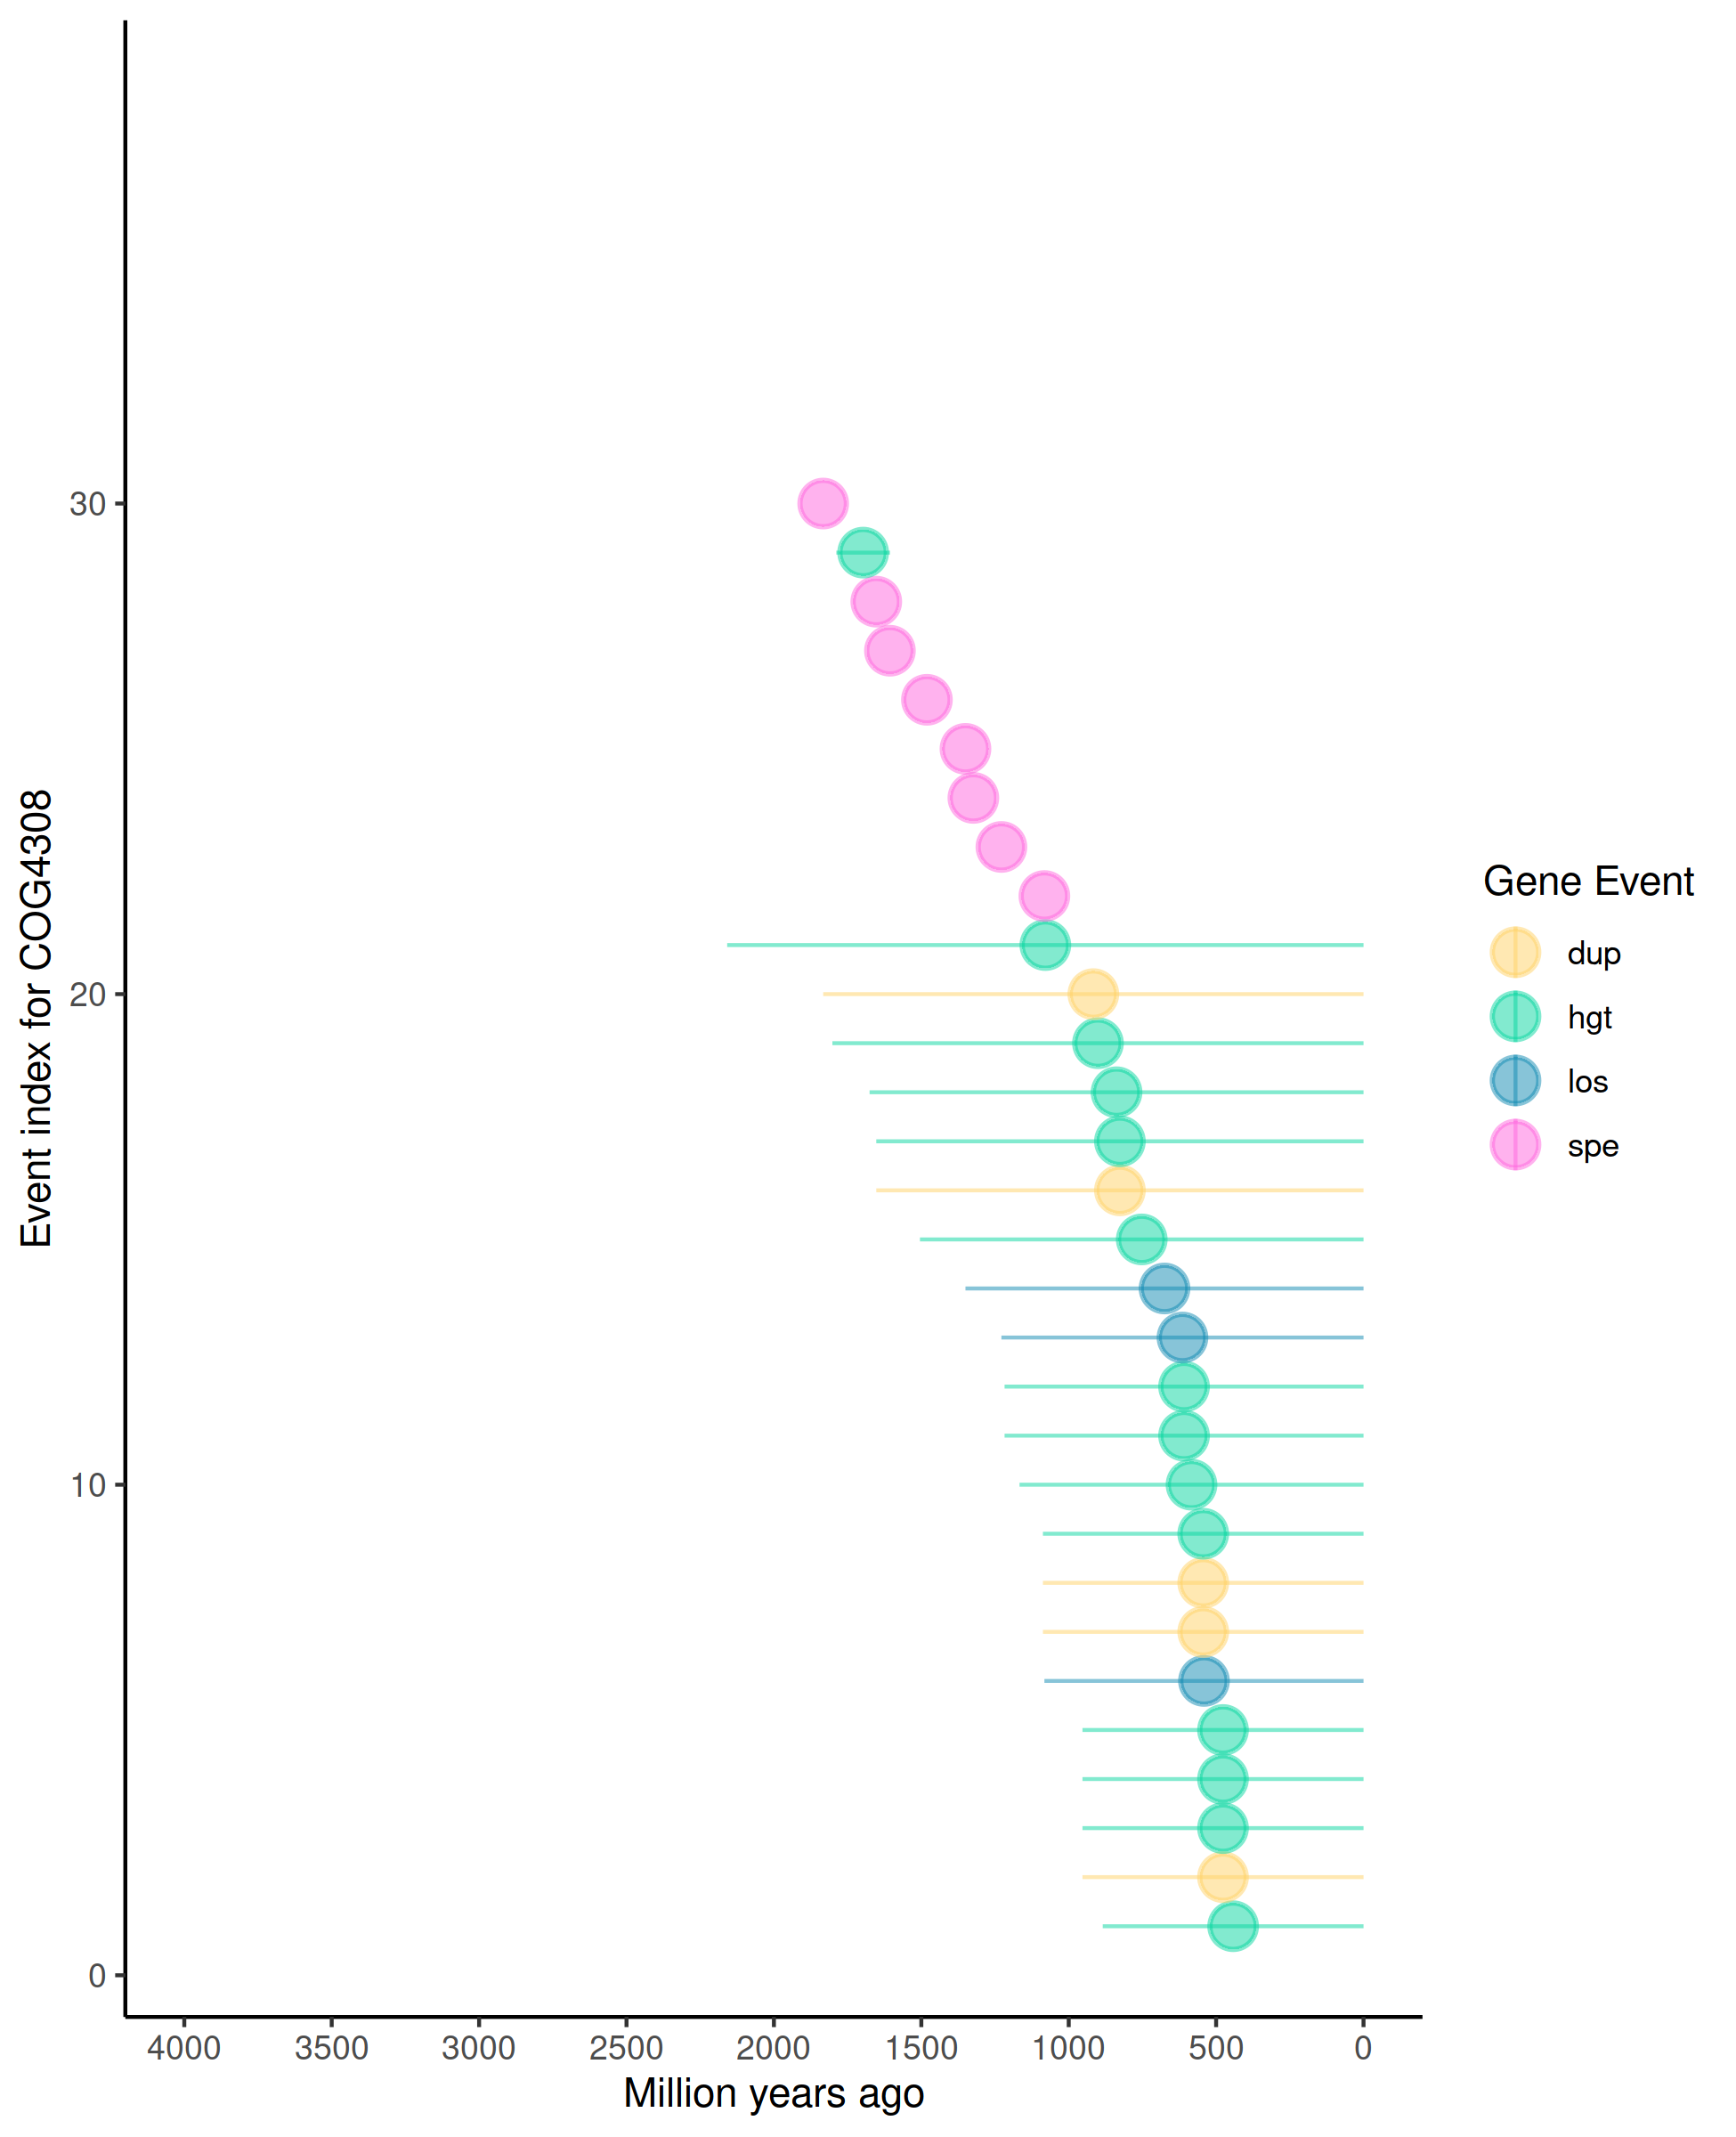 Event index for COG4308
30
20
10
0
4000 3500 3000 2500 2000 1500 1000 500 0
Million years ago
Gene Event
dup
hgt
los
spe